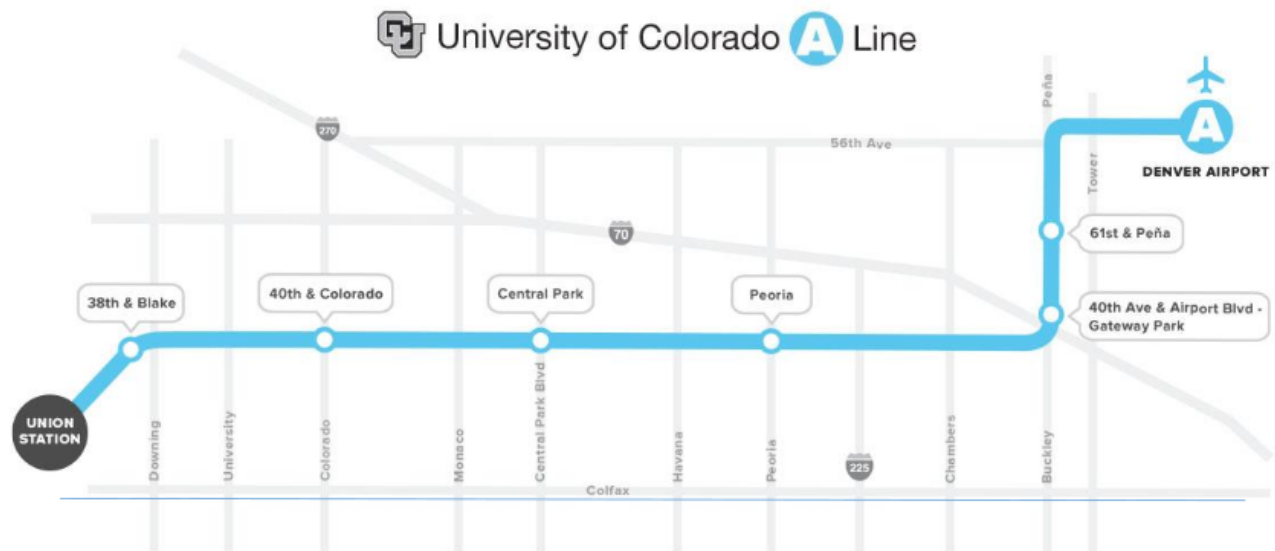 CU University of Colorado A Line
270
56th Ave
Peña
Tower
A
DENVER AIRPORT
70
61st & Peña
38th & Blake
40th & Colorado
Central Park
Peoria
40th Ave & Airport Blvd -
Gateway Park
UNION
STATION
Downing
University
Colorado
Monaco
Central Park Blvd
Havana
Peoria
225
Chambers
Buckley
Colfax